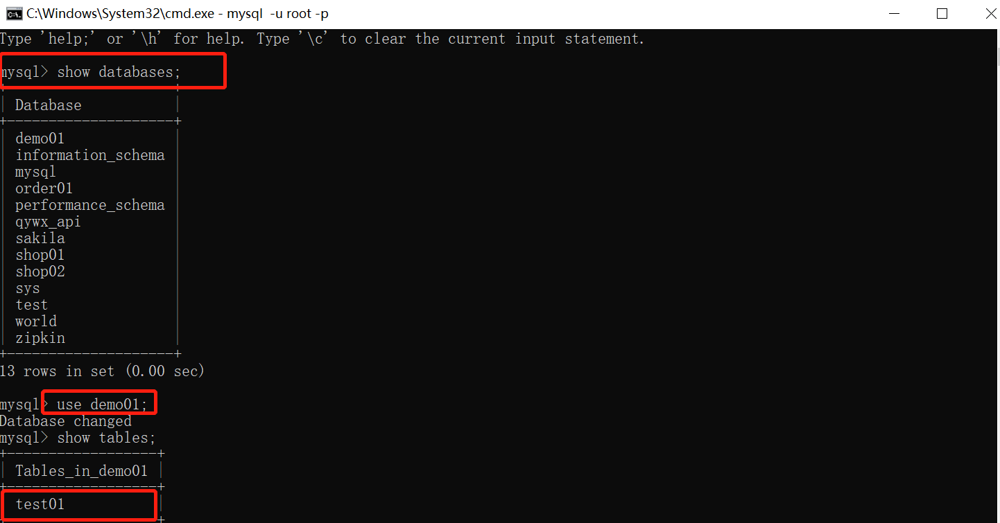 C:\Windows\System32\cmd.exe - mysql  -u root -p
Type 'help;' or '\h' for help. Type '\c' to clear the current input statement.
mysql> show databases;
+--------------------+
| Database           |
+--------------------+
| demo01             |
| information_schema |
| mysql              |
| order01            |
| performance_schema |
| qywx_api           |
| sakila             |
| shop01             |
| shop02             |
| sys                |
| test               |
| world              |
| zipkin             |
+--------------------+
13 rows in set (0.00 sec)
mysql> use demo01;
Database changed
mysql> show tables;
+------------------+
| Tables_in_demo01 |
+------------------+
| test01           |